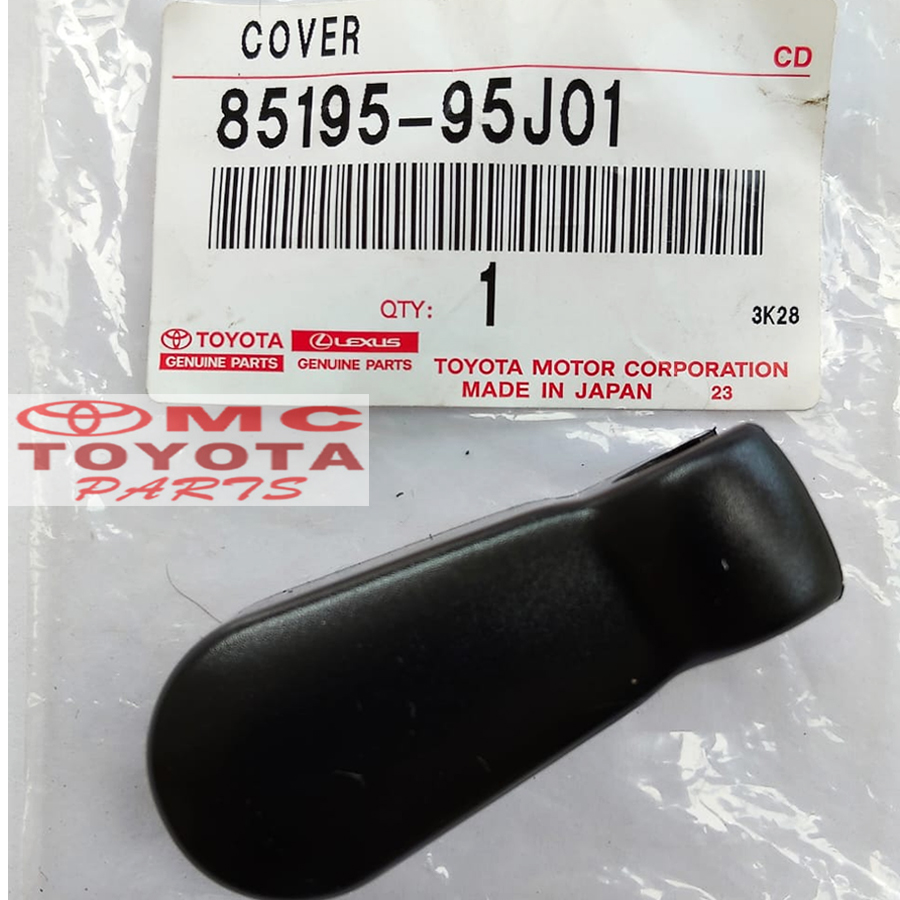 COVER
CD
85195-95J01
QTY: 1
3K28
TOYOTA LEXUS
GENUINE PARTS GENUINE PARTS
TOYOTA MOTOR CORPORATION
MADE IN JAPAN 23
MC
TOYOTA
PARTS